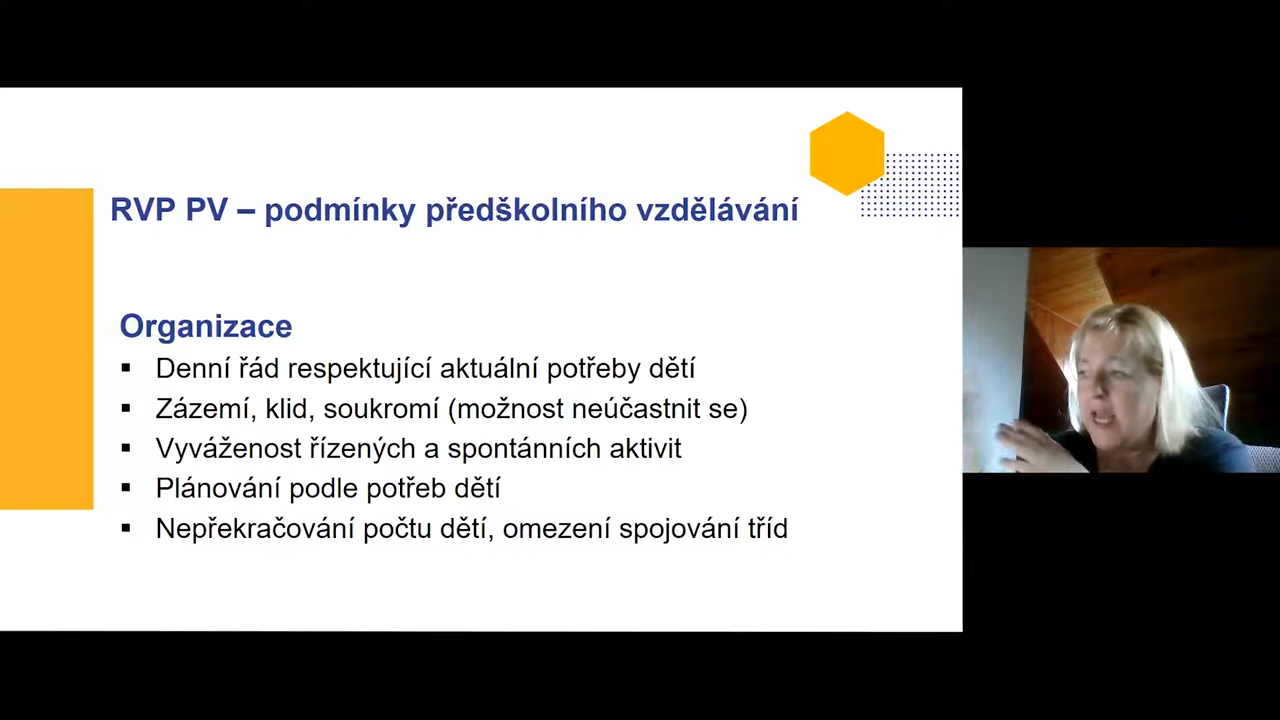 RVP PV – podmínky předškolního vzdělávání
Organizace
▪ Denní řád respektující aktuální potřeby dětí
▪ Zázemí, klid, soukromí (možnost neúčastnit se)
▪ Vyváženost řízených a spontánních aktivit
▪ Plánování podle potřeb dětí
▪ Nepřekračování počtu dětí, omezení spojování tříd